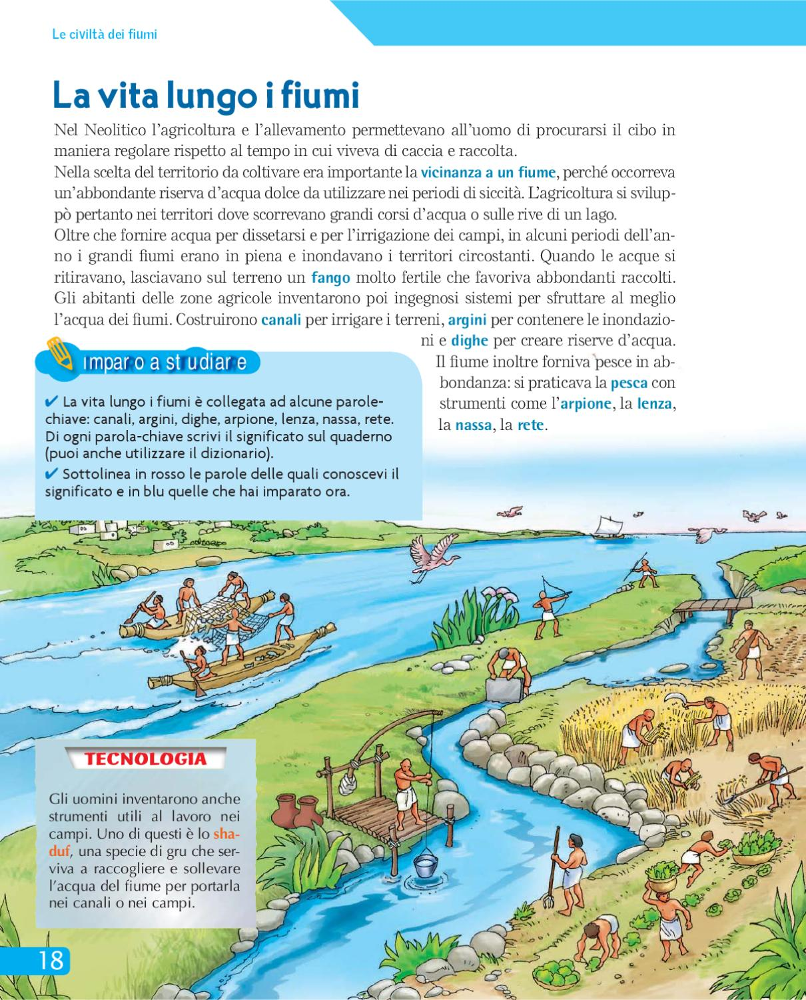 Le civiltà dei fiumi
La vita lungo i fiumi
Nel Neolitico l'agricoltura e l'allevamento permettevano all'uomo di procurarsi il cibo in
maniera regolare rispetto al tempo in cui viveva di caccia e raccolta.
Nella scelta del territorio da coltivare era importante la vicinanza a un fiume, perché occorreva
un'abbondante riserva d'acqua dolce da utilizzare nei periodi di siccità. L'agricoltura si svilup-
pò pertanto nei territori dove scorrevano grandi corsi d'acqua o sulle rive di un lago.
Oltre che fornire acqua per dissetarsi e per l'irrigazione dei campi, in alcuni periodi dell'an-
no i grandi fiumi erano in piena e inondavano i territori circostanti. Quando le acque si
ritiravano, lasciavano sul terreno un fango molto fertile che favoriva abbondanti raccolti.
Gli abitanti delle zone agricole inventarono poi ingegnosi sistemi per sfruttare al meglio
l'acqua dei fiumi. Costruirono canali per irrigare i terreni, argini per contenere le inondazio-
ni e dighe per creare riserve d'acqua.
Il fiume inoltre forniva pesce in ab-
bondanza: si praticava la pesca con
strumenti come l'arpione, la lenza,
la nassa, la rete.
imparo a studiare
✔ La vita lungo i fiumi è collegata ad alcune parole-
chiave: canali, argini, dighe, arpione, lenza, nassa, rete.
Di ogni parola-chiave scrivi il significato sul quaderno
(puoi anche utilizzare il dizionario).
✔ Sottolinea in rosso le parole delle quali conoscevi il
significato e in blu quelle che hai imparato ora.
TECNOLOGIA
Gli uomini inventarono anche
strumenti utili al lavoro nei
campi. Uno di questi è lo sha-
duf, una specie di gru che ser-
viva a raccogliere e sollevare
l'acqua del fiume per portarla
nei canali o nei campi.
18